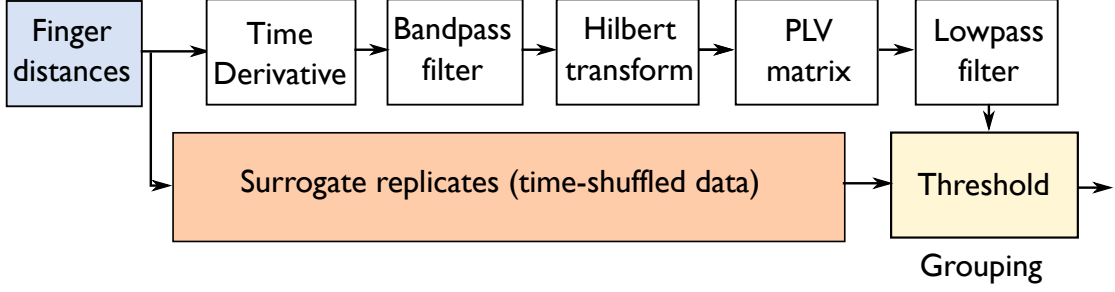 Finger
distances
Time
Derivative
Bandpass
filter
Hilbert
transform
PLV
matrix
Lowpass
filter
Surrogate replicates (time-shuffled data)
Threshold
Grouping